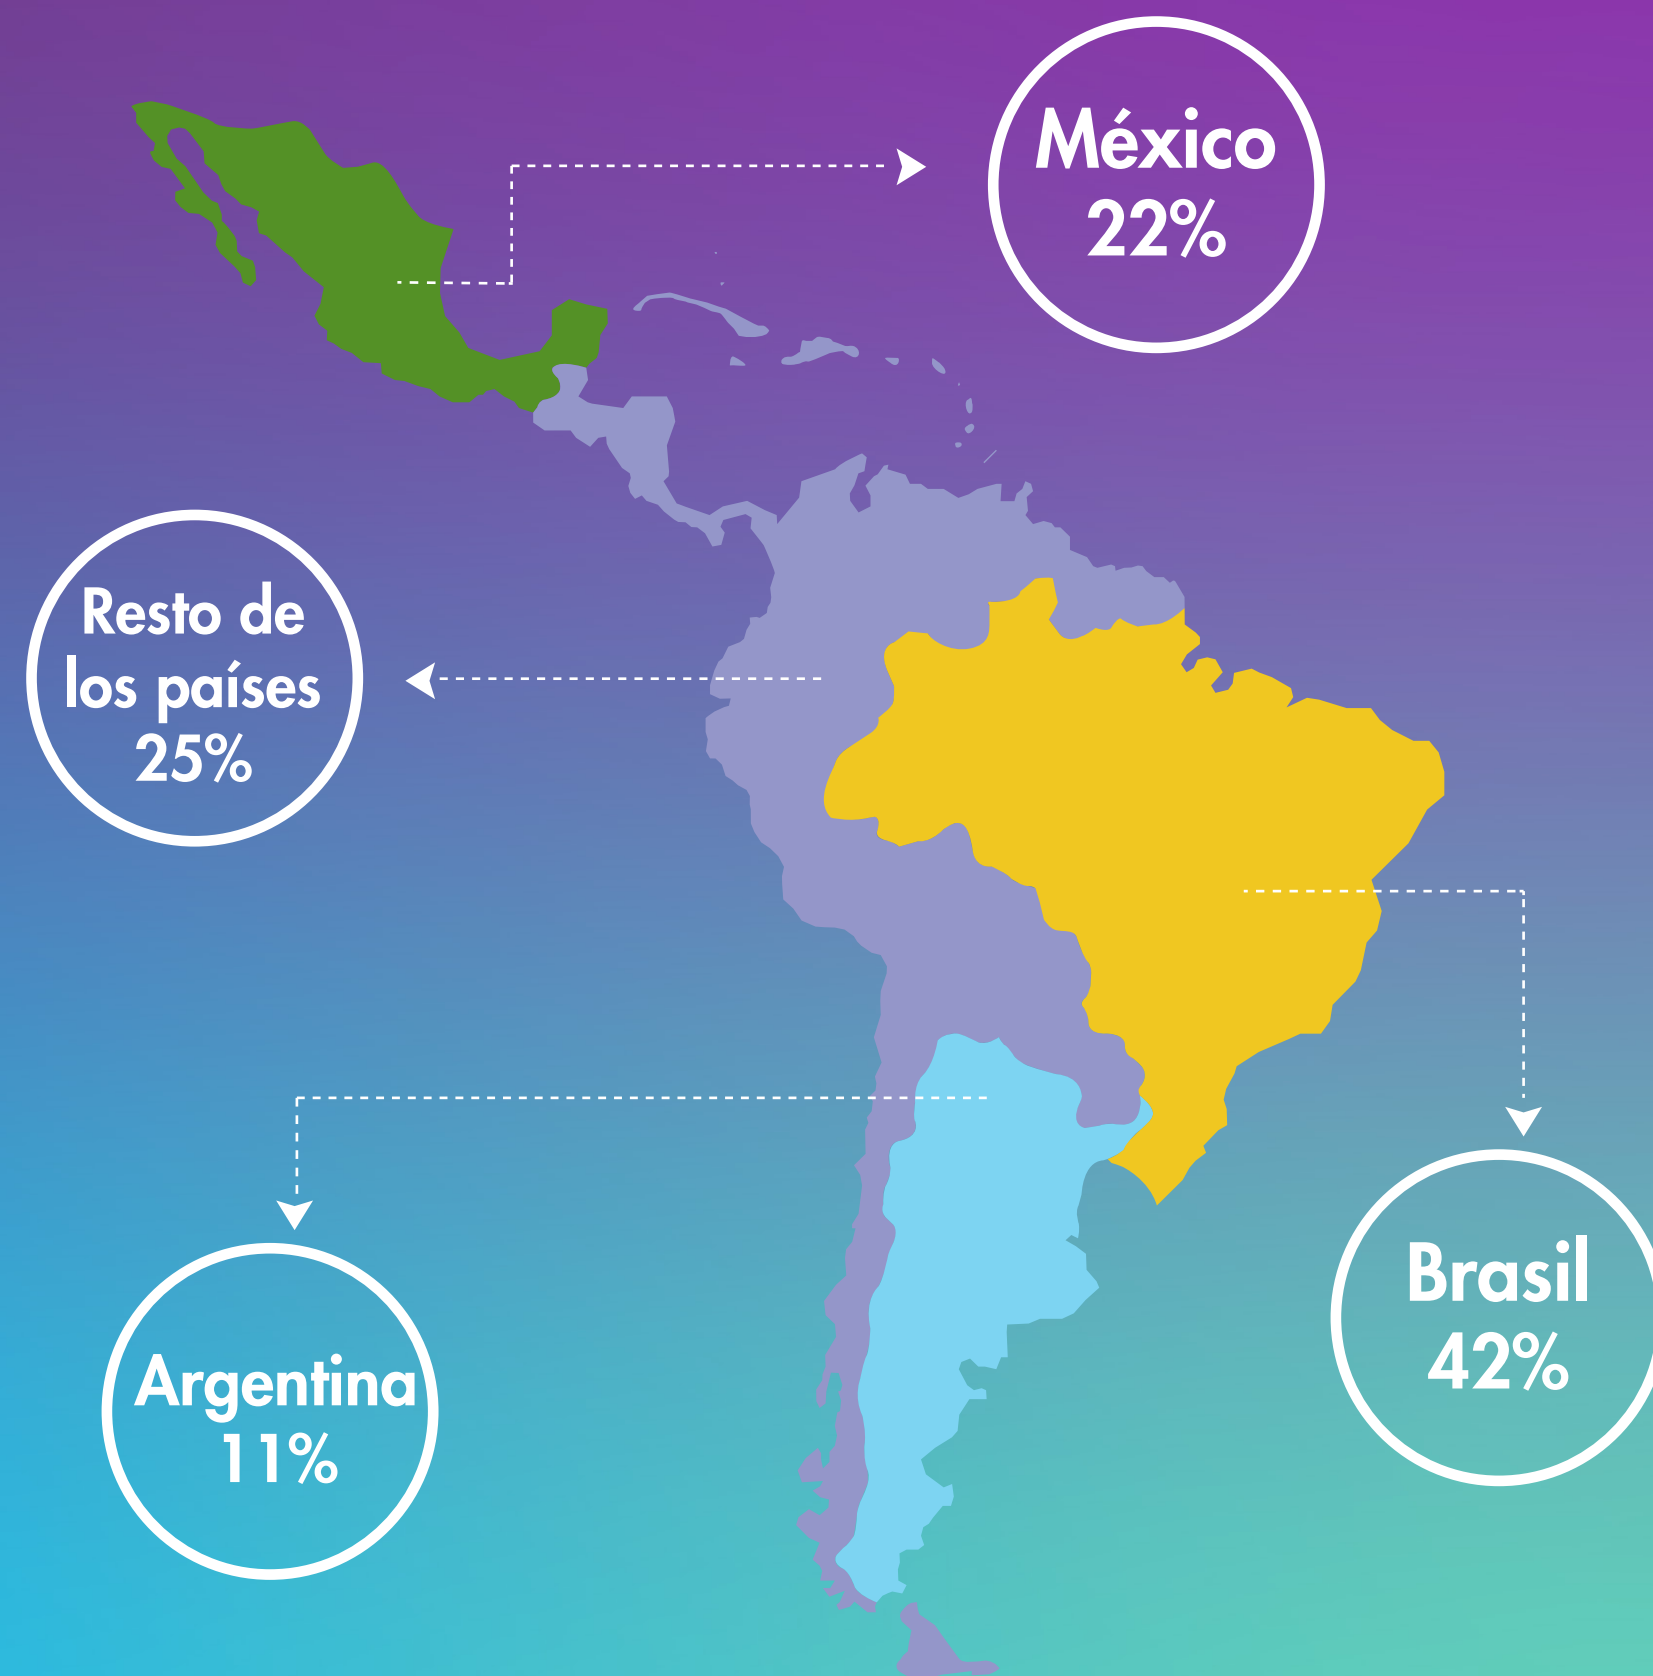 México
22%
Resto de
los países
25%
Brasil
42%
Argentina
11%